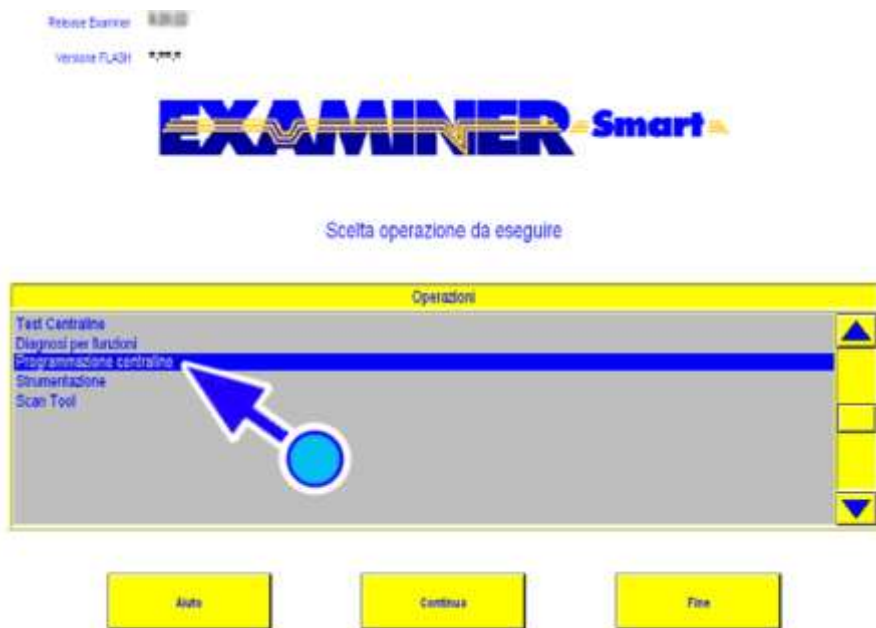 Release Examiner
Versione FLASH *.**.*
EXAMINER Smart
Scelta operazione da eseguire
Operazioni
Test Centraline
Diagnosi per funzioni
Programmazione centraline
Strumentazione
Scan Tool
Aiuto Continua Fine